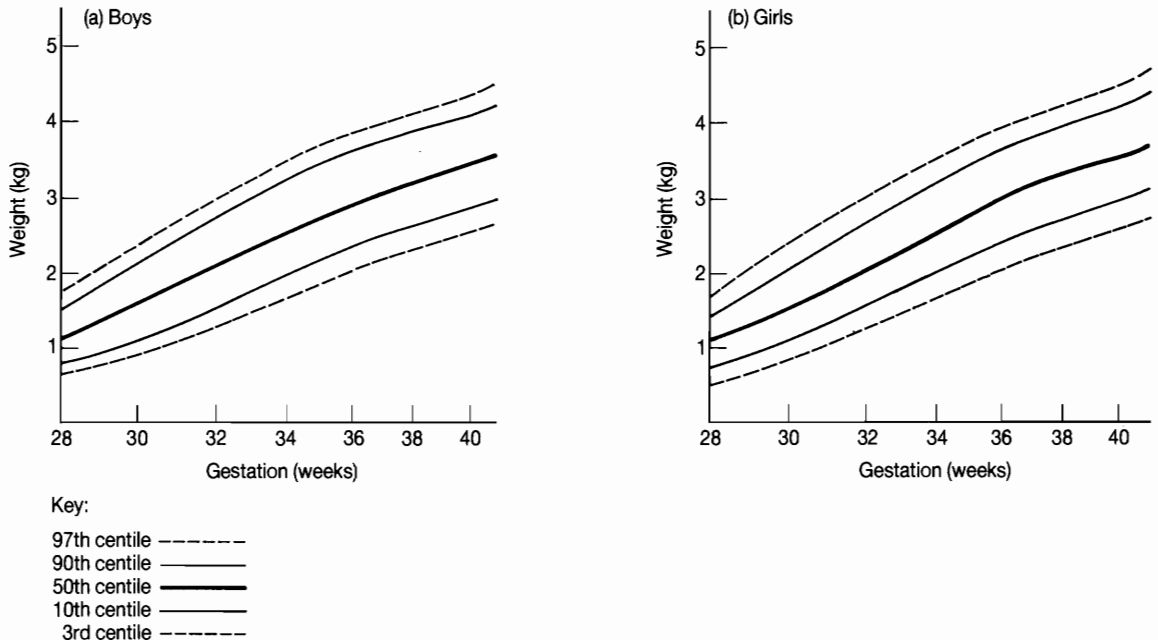 (a) Boys
5
4
3
2
1
Weight (kg)
28 30 32 34 36 38 40
Gestation (weeks)
(b) Girls
5
4
3
2
1
Weight (kg)
28 30 32 34 36 38 40
Gestation (weeks)
Key:
97th centile
90th centile
50th centile
10th centile
3rd centile